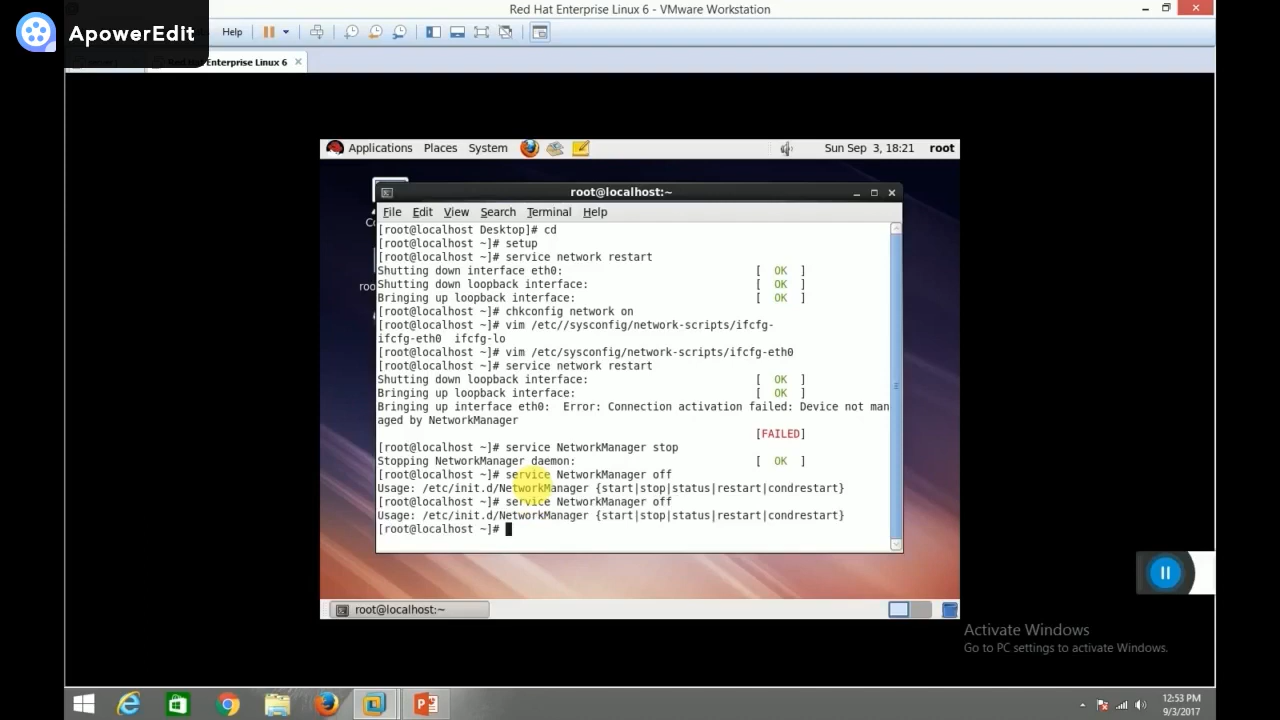 Red Hat Enterprise Linux 6 - VMware Workstation
ApowerEdit
Help
Red Hat Enterprise Linux 6
Applications Places System Sun Sep 3, 18:21 root
root@localhost:~
File Edit View Search Terminal Help
[root@localhost Desktop]# cd
[root@localhost ~]# setup
[root@localhost ~]# service network restart
Shutting down interface eth0: [ OK ]
Shutting down loopback interface: [ OK ]
Bringing up loopback interface: [ OK ]
[root@localhost ~]# chkconfig network on
[root@localhost ~]# vim /etc//sysconfig/network-scripts/ifcfg-
ifcfg-eth0 ifcfg-lo
[root@localhost ~]# vim /etc/sysconfig/network-scripts/ifcfg-eth0
[root@localhost ~]# service network restart
Shutting down loopback interface: [ OK ]
Bringing up loopback interface: [ OK ]
Bringing up interface eth0: Error: Connection activation failed: Device not man
aged by NetworkManager
[FAILED]
[root@localhost ~]# service NetworkManager stop
Stopping NetworkManager daemon: [ OK ]
[root@localhost ~]# service NetworkManager off
Usage: /etc/init.d/NetworkManager {start|stop|status|restart|condrestart}
[root@localhost ~]# service NetworkManager off
Usage: /etc/init.d/NetworkManager {start|stop|status|restart|condrestart}
[root@localhost ~]#
root@localhost:~
Activate Windows
Go to PC settings to activate Windows.
12:53 PM
9/3/2017